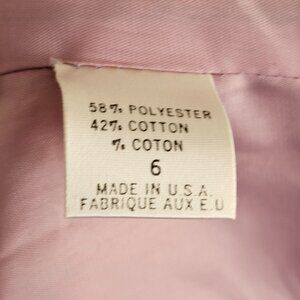 58% POLYESTER
42% COTTON
% COTON
6
MADE IN U.S.A.
FABRIQUE AUX E.U